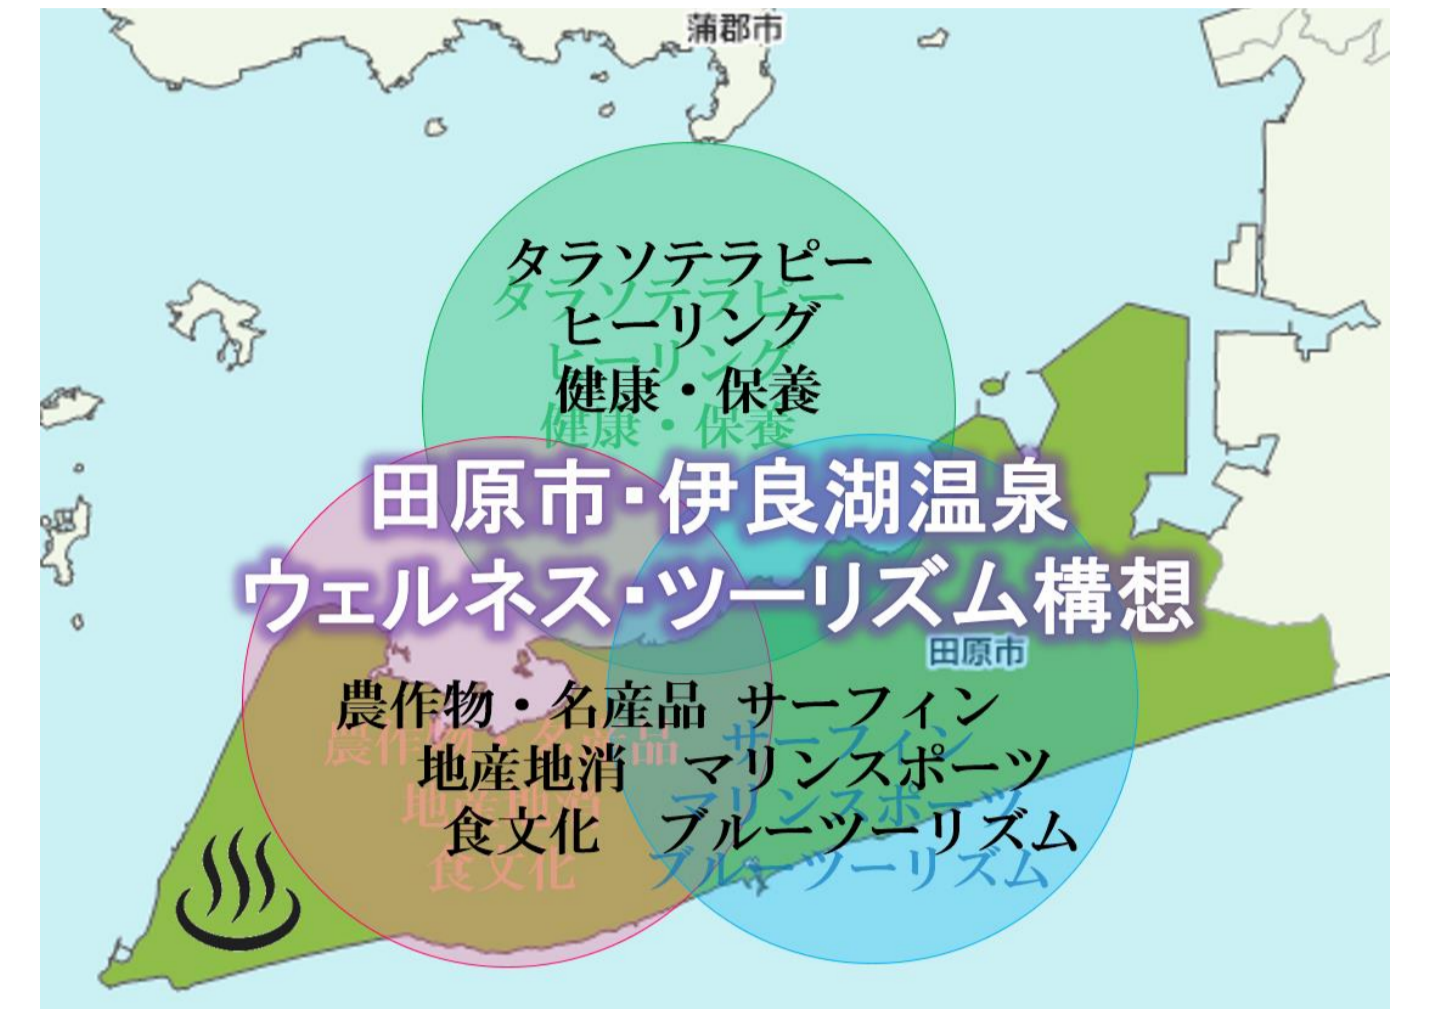 蒲郡市
タラソテラピー
ヒーリング
健康・保養
田原市・伊良湖温泉
ウェルネス・ツーリズム構想
田原市
農作物・名産品 サーフィン
地産地消 マリンスポーツ
食文化 ブルーツーリズム